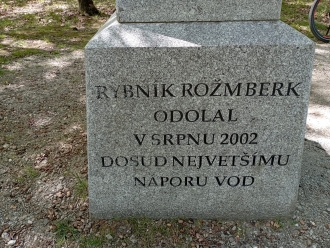 RYBNÍK ROŽMBERK
ODOLAL
V SRPNU 2002
DOSUD NEJVĚTŠÍMU
NÁPORU VOD